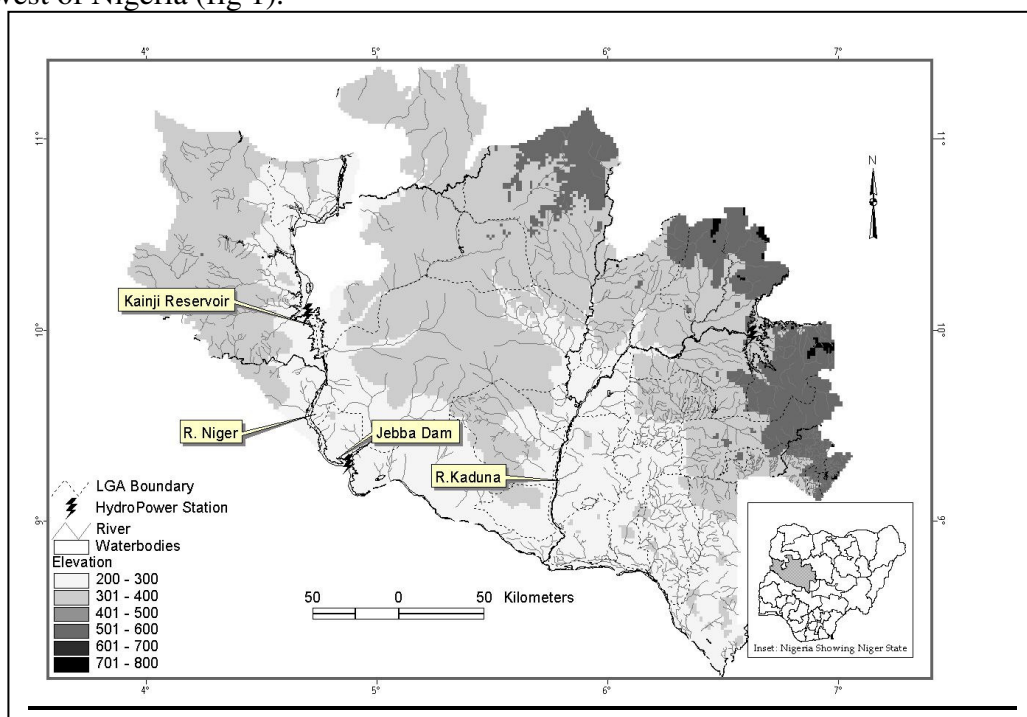 west of Nigeria (fig 1).
4° 5° 6° 7°
11° 11°
N
Kainji Reservoir
10° 10°
R. Niger
Jebba Dam
R.Kaduna
9° 9°
LGA Boundary
HydroPower Station
River
Waterbodies
Elevation
200 - 300
301 - 400
401 - 500
501 - 600
601 - 700
701 - 800
50 0 50 Kilometers
Inset: Nigeria Showing Niger State
4° 5° 6° 7°